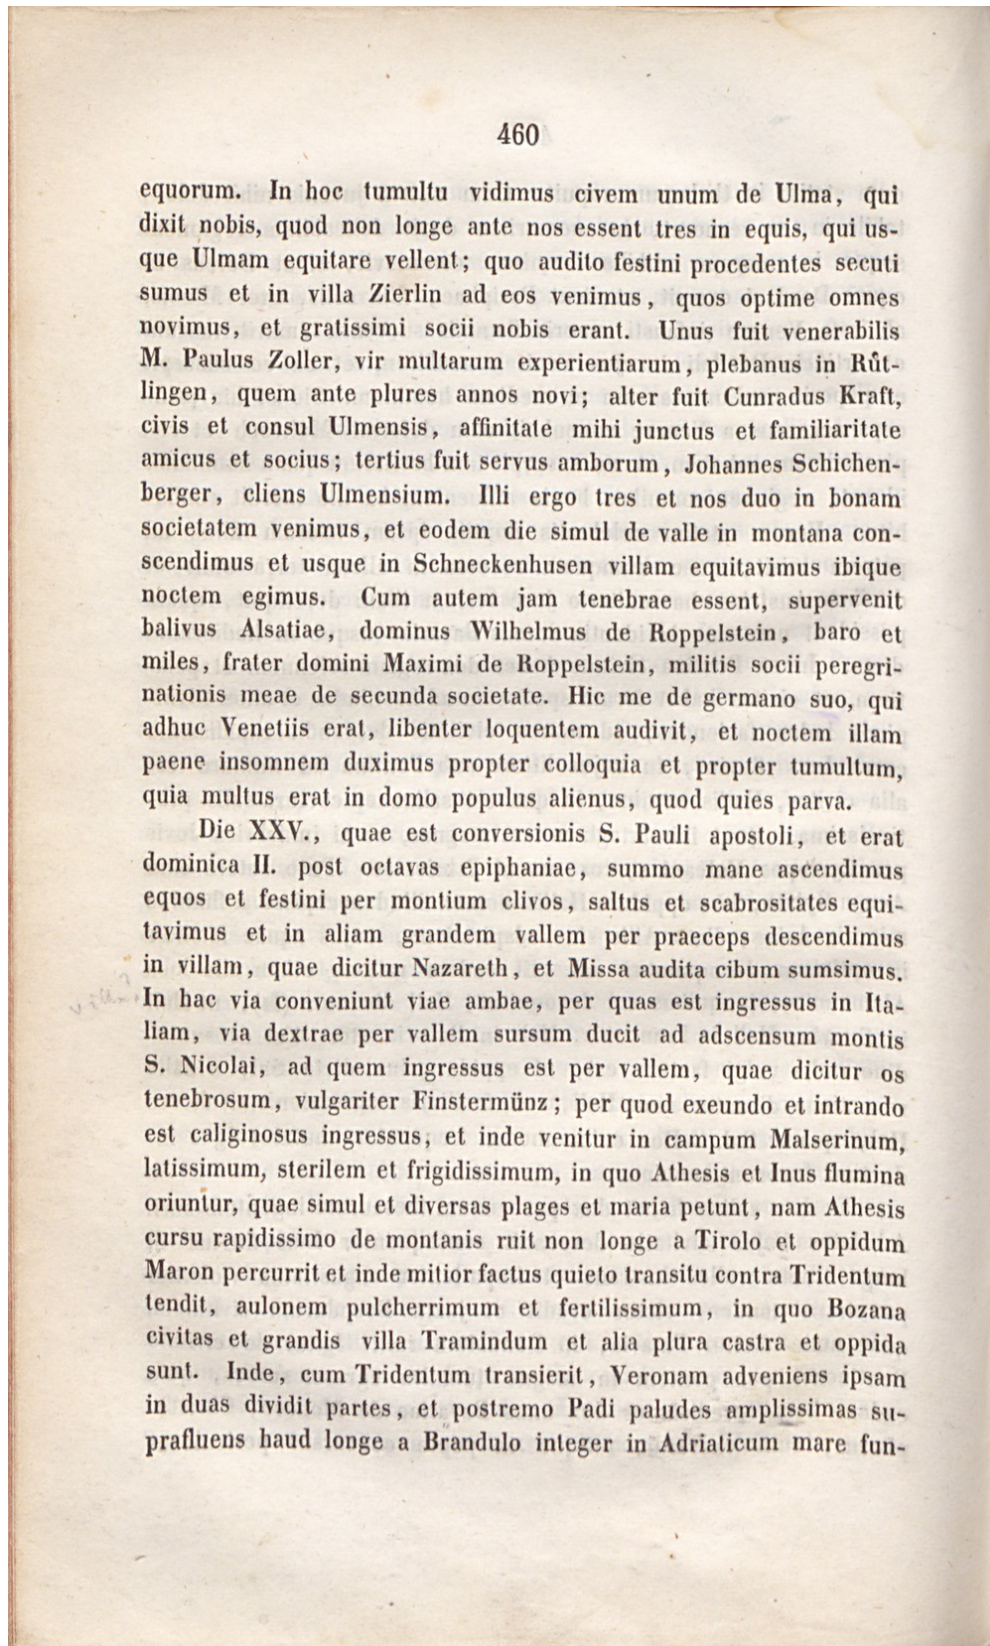 460
equorum. In hoc tumultu vidimus civem unum de Ulma, qui
dixit nobis, quod non longe ante nos essent tres in equis, qui us-
que Ulmam equitare vellent; quo audito festini procedentes secuti
sumus et in villa Zierlin ad eos venimus, quos optime omnes
novimus, et gratissimi socii nobis erant. Unus fuit venerabilis
M. Paulus Zoller, vir multarum experientiarum, plebanus in Růt-
lingen, quem ante plures annos novi; alter fuit Cunradus Kraft,
civis et consul Ulmensis, affinitate mihi junctus et familiaritate
amicus et socius; tertius fuit servus amborum, Johannes Schichen-
berger, cliens Ulmensium. Illi ergo tres et nos duo in bonam
societatem venimus, et eodem die simul de valle in montana con-
scendimus et usque in Schneckenhusen villam equitavimus ibique
noctem egimus. Cum autem jam tenebrae essent, supervenit
balivus Alsatiae, dominus Wilhelmus de Roppelstein, baro et
miles, frater domini Maximi de Roppelstein, militis socii peregri-
nationis meae de secunda societate. Hic me de germano suo, qui
adhuc Venetiis erat, libenter loquentem audivit, et noctem illam
paene insomnem duximus propter colloquia et propter tumultum,
quia multus erat in domo populus alienus, quod quies parva.
Die XXV., quae est conversionis S. Pauli apostoli, et erat
dominica II. post octavas epiphaniae, summo mane ascendimus
equos et festini per montium clivos, saltus et scabrositates equi-
tavimus et in aliam grandem vallem per praeceps descendimus
in villam, quae dicitur Nazareth, et Missa audita cibum sumsimus.
In hac via conveniunt viae ambae, per quas est ingressus in Ita-
liam, via dextrae per vallem sursum ducit ad adscensum montis
S. Nicolai, ad quem ingressus est per vallem, quae dicitur os
tenebrosum, vulgariter Finstermünz; per quod exeundo et intrando
est caliginosus ingressus, et inde venitur in campum Malserinum,
latissimum, sterilem et frigidissimum, in quo Athesis et Inus flumina
oriuntur, quae simul et diversas plages et maria petunt, nam Athesis
cursu rapidissimo de montanis ruit non longe a Tirolo et oppidum
Maron percurrit et inde mitior factus quieto transitu contra Tridentum
tendit, aulonem pulcherrimum et fertilissimum, in quo Bozana
civitas et grandis villa Tramindum et alia plura castra et oppida
sunt. Inde, cum Tridentum transierit, Veronam adveniens ipsam
in duas dividit partes, et postremo Padi paludes amplissimas su-
prafluens haud longe a Brandulo integer in Adriaticum mare fun-